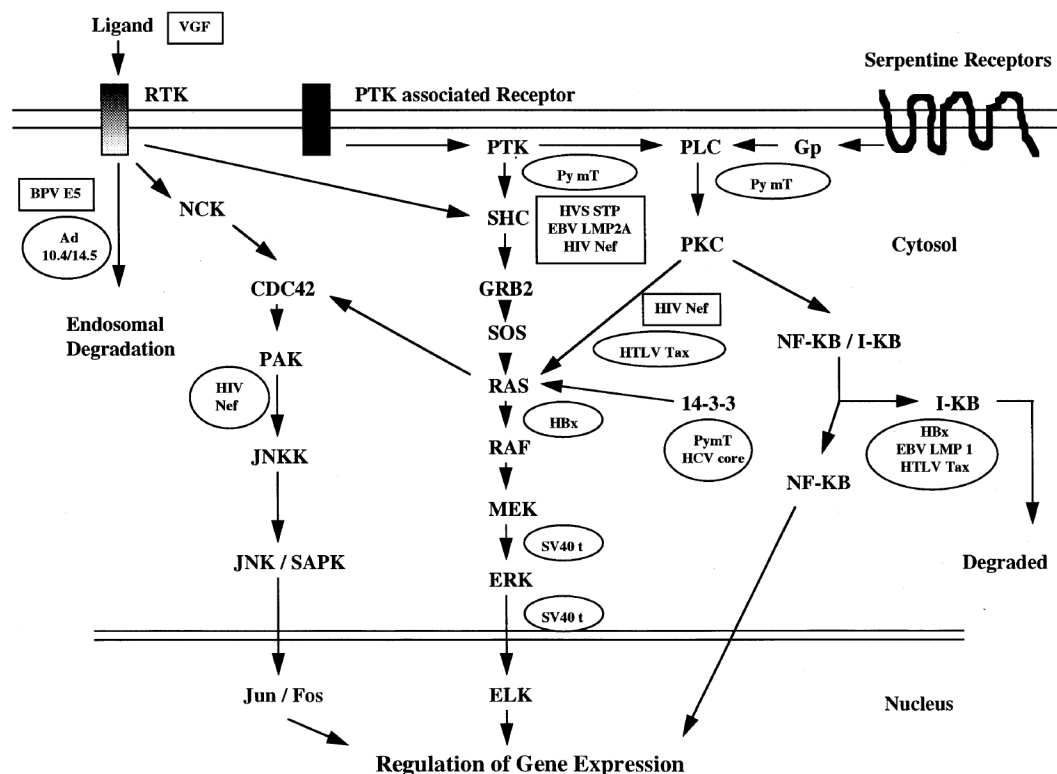 Ligand
VGF
Serpentine Receptors
RTK
PTK associated Receptor
PTK
PLC
Gp
Py mT
Py mT
BPV E5
NCK
SHC
HVS STP
EBV LMP2A
HIV Nef
Ad
10.4/14.5
PKC
Cytosol
CDC42
GRB2
HIV Nef
Endosomal
Degradation
SOS
NF-KB / I-KB
HTLV Tax
PAK
HIV
Nef
RAS
14-3-3
I-KB
HBx
PymT
HCV core
HBx
EBV LMP 1
HTLV Tax
RAF
JNKK
NF-KB
MEK
SV40 t
JNK / SAPK
Degraded
ERK
SV40 t
Jun / Fos
ELK
Nucleus
Regulation of Gene Expression